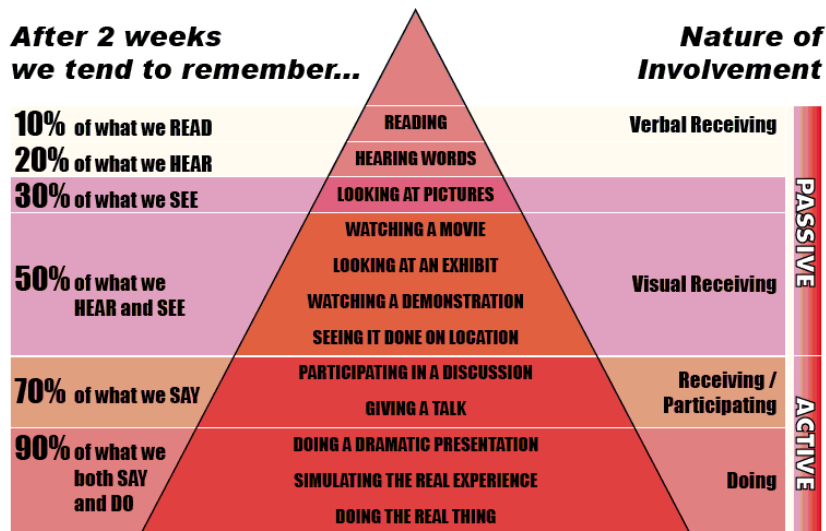 After 2 weeks
we tend to remember...
Nature of
Involvement
10% of what we READ
READING
Verbal Receiving
20% of what we HEAR
HEARING WORDS
30% of what we SEE
LOOKING AT PICTURES
50% of what we
HEAR and SEE
WATCHING A MOVIE
LOOKING AT AN EXHIBIT
WATCHING A DEMONSTRATION
SEEING IT DONE ON LOCATION
Visual Receiving
PASSIVE
70% of what we SAY
PARTICIPATING IN A DISCUSSION
GIVING A TALK
Receiving /
Participating
90% of what we
both SAY
and DO
DOING A DRAMATIC PRESENTATION
SIMULATING THE REAL EXPERIENCE
DOING THE REAL THING
Doing
ACTIVE